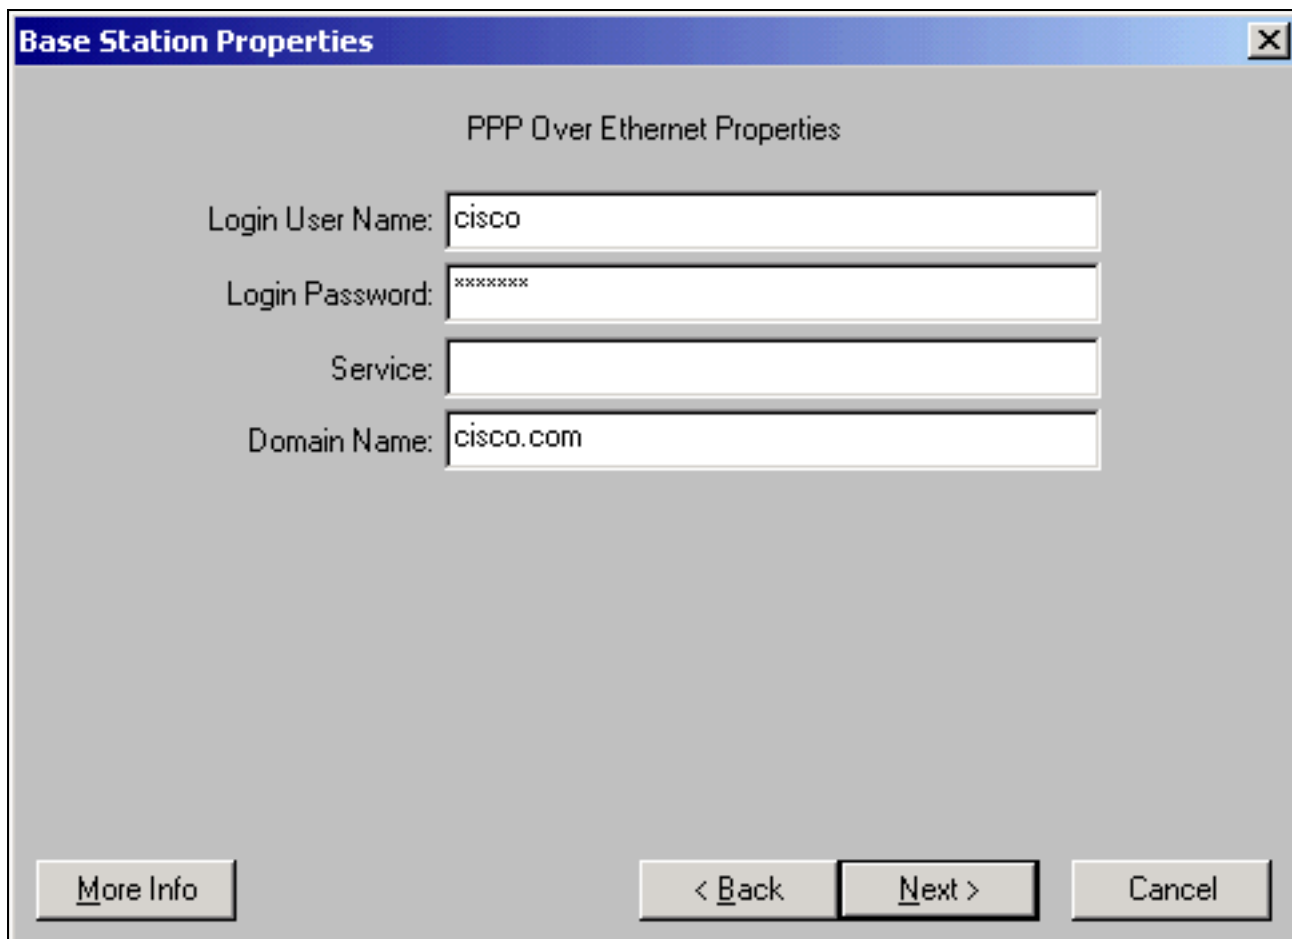 Base Station Properties
PPP Over Ethernet Properties
Login User Name: cisco
Login Password: *******
Service:
Domain Name: cisco.com
More Info
< Back
Next >
Cancel